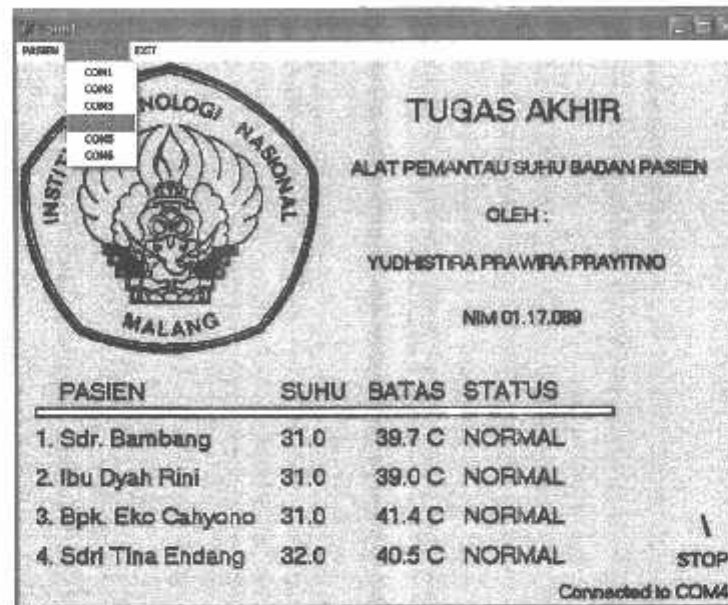 PASIEN EXIT
COM1
COM2
COM3
COM5
COM6
INSTITUT TEKNOLOGI NASIONAL
MALANG
TUGAS AKHIR
ALAT PEMANTAU SUHU BADAN PASIEN
OLEH :
YUDHISTIRA PRAWIRA PRAYITNO
NIM 01.17.089
PASIEN SUHU BATAS STATUS
1. Sdr. Bambang 31.0 39.7 C NORMAL
2. Ibu Dyah Rini 31.0 39.0 C NORMAL
3. Bpk. Eko Cahyono 31.0 41.4 C NORMAL
4. Sdri Tina Endang 32.0 40.5 C NORMAL
\
STOP
Connected to COM4